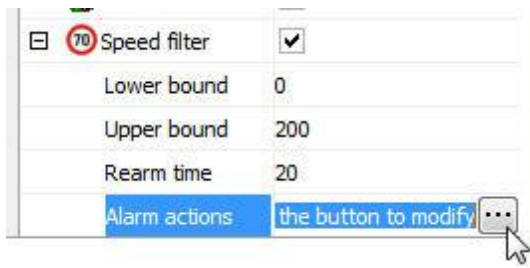 70 Speed filter
Lower bound 0
Upper bound 200
Rearm time 20
Alarm actions the button to modify ...